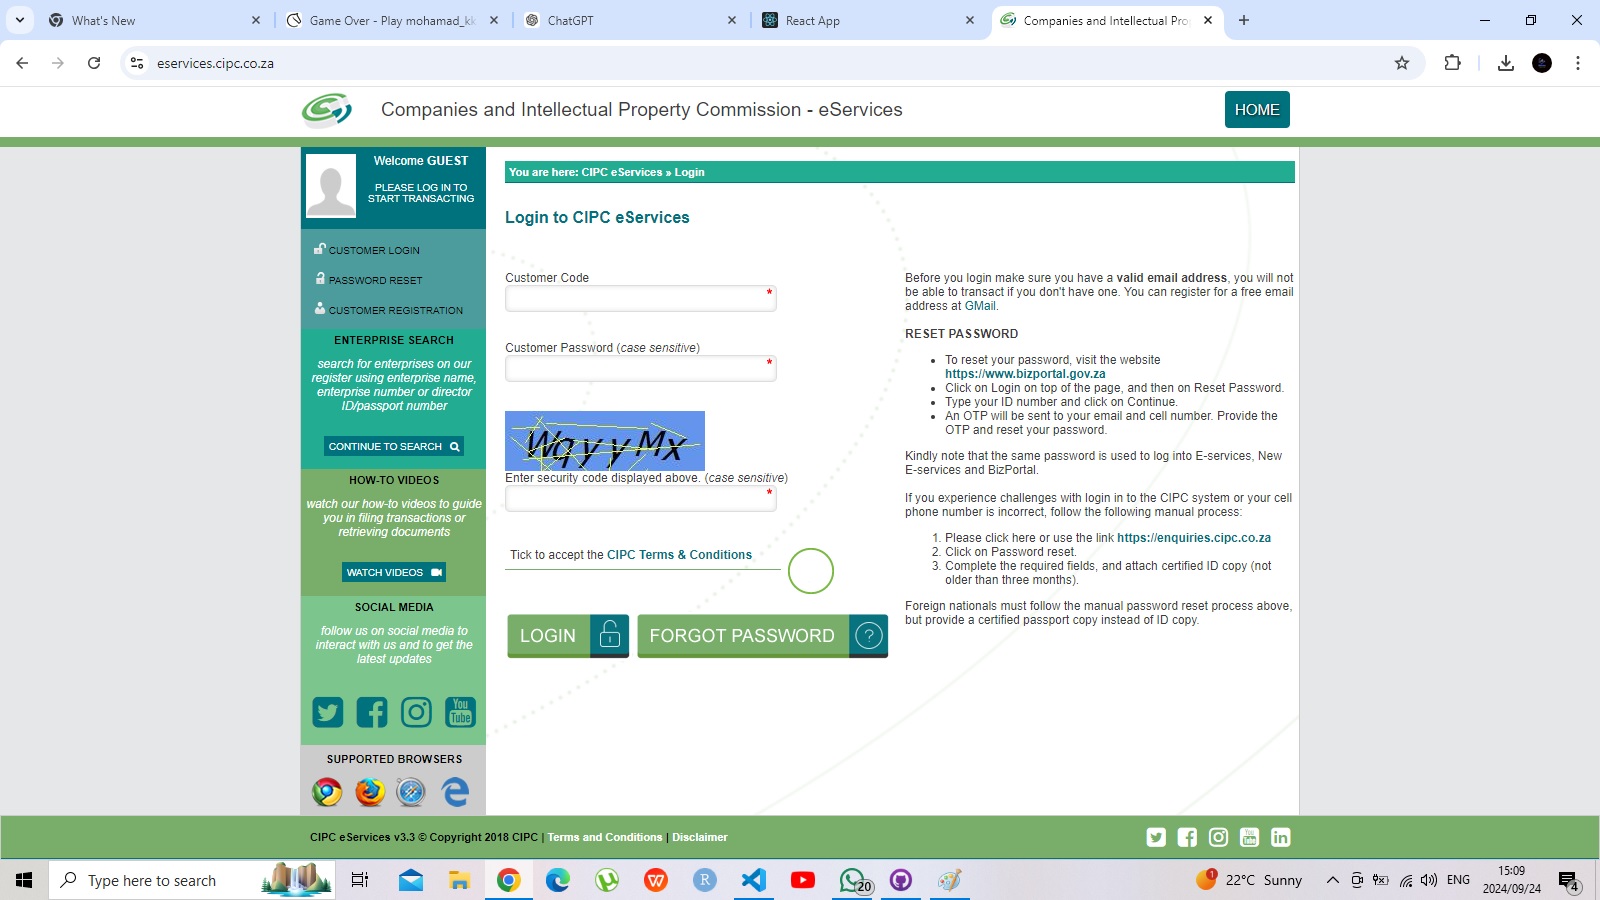 What's New
Game Over - Play mohamad_kk
ChatGPT
React App
Companies and Intellectual Pro
eservices.cipc.co.za
Companies and Intellectual Property Commission - eServices
HOME
Welcome GUEST
PLEASE LOG IN TO
START TRANSACTING
CUSTOMER LOGIN
PASSWORD RESET
CUSTOMER REGISTRATION
ENTERPRISE SEARCH
search for enterprises on our
register using enterprise name,
enterprise number or director
ID/passport number
CONTINUE TO SEARCH
HOW-TO VIDEOS
watch our how-to videos to guide
you in filing transactions or
retrieving documents
WATCH VIDEOS
SOCIAL MEDIA
follow us on social media to
interact with us and to get the
latest updates
You
Tube
SUPPORTED BROWSERS
You are here: CIPC eServices » Login
Login to CIPC eServices
Customer Code
*
Customer Password (case sensitive)
*
WqyyMx
Enter security code displayed above. (case sensitive)
*
Tick to accept the CIPC Terms & Conditions
LOGIN
FORGOT PASSWORD
?
Before you login make sure you have a valid email address, you will not
be able to transact if you don't have one. You can register for a free email
address at GMail.
RESET PASSWORD
• To reset your password, visit the website
https://www.bizportal.gov.za
• Click on Login on top of the page, and then on Reset Password.
• Type your ID number and click on Continue.
• An OTP will be sent to your email and cell number. Provide the
OTP and reset your password.
Kindly note that the same password is used to log into E-services, New
E-services and BizPortal.
If you experience challenges with login in to the CIPC system or your cell
phone number is incorrect, follow the following manual process:
1. Please click here or use the link https://enquiries.cipc.co.za
2. Click on Password reset.
3. Complete the required fields, and attach certified ID copy (not
older than three months).
Foreign nationals must follow the manual password reset process above,
but provide a certified passport copy instead of ID copy.
CIPC eServices v3.3 © Copyright 2018 CIPC | Terms and Conditions | Disclaimer
Type here to search
20
1
22°C Sunny
ENG
15:09
2024/09/24
4